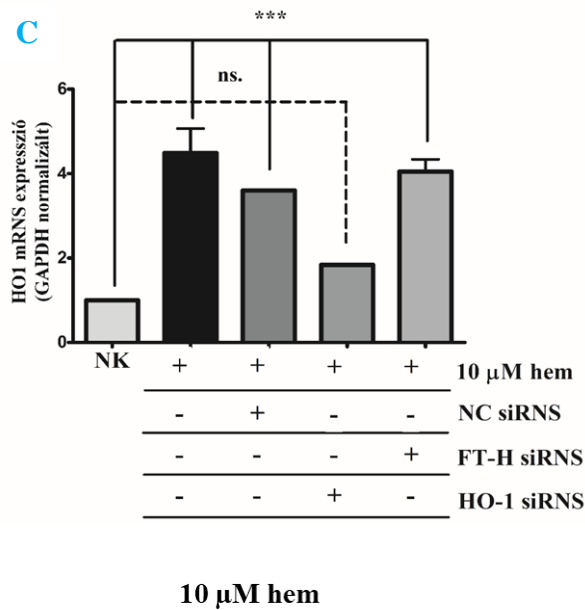 C
***
ns.
HO1 mRNS expresszió
(GAPDH normalizált)
6
4
2
0
NK + + + + 10 μM hem
- + - - NC siRNS
- - - + FT-H siRNS
- - + - HO-1 siRNS
10 μM hem